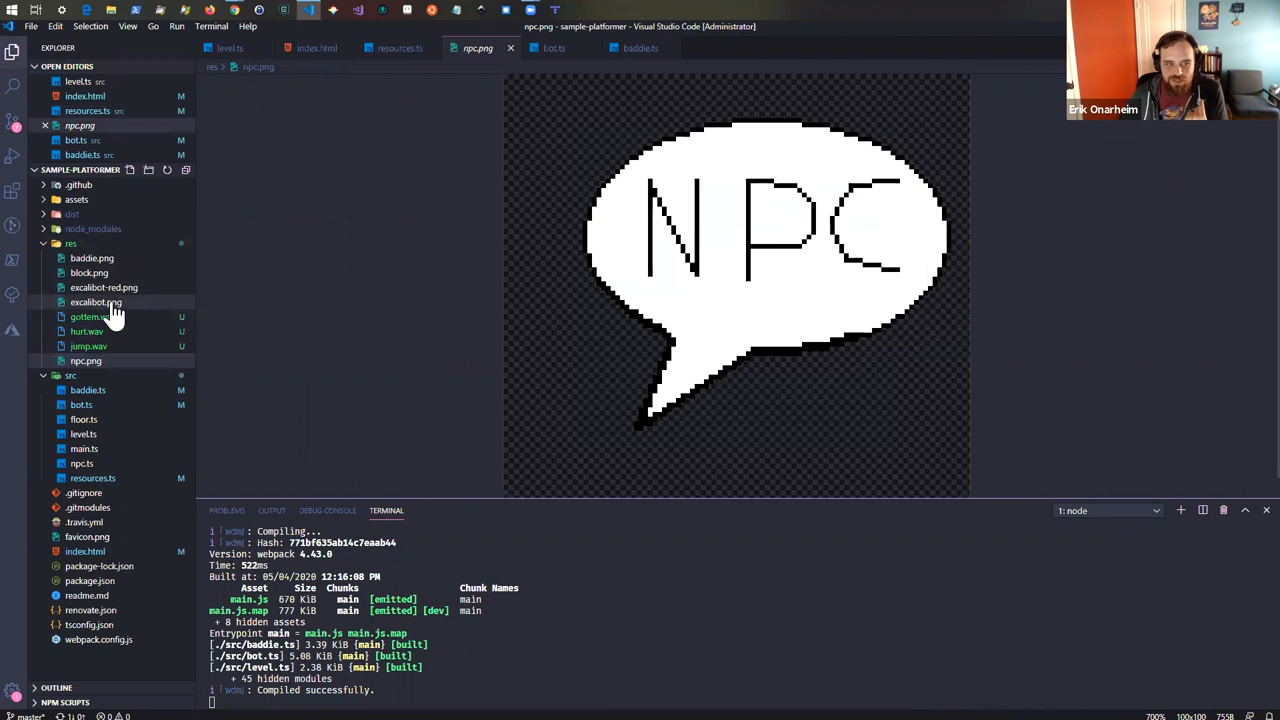 File Edit Selection View Go Run Terminal Help
npc.png - sample-platformer - Visual Studio Code [Administrator]
Erik Onarheim
EXPLORER
OPEN EDITORS
level.ts src
index.html M
resources.ts src M
npc.png
bot.ts src M
baddie.ts src M
SAMPLE-PLATFORMER
.github
assets
dist
node_modules
res
baddie.png
block.png
excalibot-red.png
excalibot.png
U
hurt.wav U
jump.wav U
npc.png
src
baddie.ts M
bot.ts M
floor.ts
level.ts
main.ts
npc.ts
resources.ts M
.gitignore
.gitmodules
.travis.yml
favicon.png
index.html M
package-lock.json
package.json
readme.md
renovate.json
tsconfig.json
webpack.config.js
OUTLINE
NPM SCRIPTS
level.ts index.html resources.ts npc.png bot.ts baddie.ts
res > npc.png
NPC
PROBLEMS OUTPUT DEBUG CONSOLE TERMINAL
1: node
i ｢wdm｣: Compiling...
i ｢wdm｣: Hash: 771bf635ab14c7eaab44
Version: webpack 4.43.0
Time: 522ms
Built at: 05/04/2020 12:16:08 PM
Asset Size Chunks Chunk Names
main.js 670 KiB main [emitted] main
main.js.map 777 KiB main [emitted] [dev] main
+ 8 hidden assets
Entrypoint main = main.js main.js.map
[./src/baddie.ts] 3.39 KiB {main} [built]
[./src/bot.ts] 5.08 KiB {main} [built]
[./src/level.ts] 2.38 KiB {main} [built]
+ 45 hidden modules
i ｢wdm｣: Compiled successfully.
master* 1↓ 0↑ 0 0
700% 100x100 755B